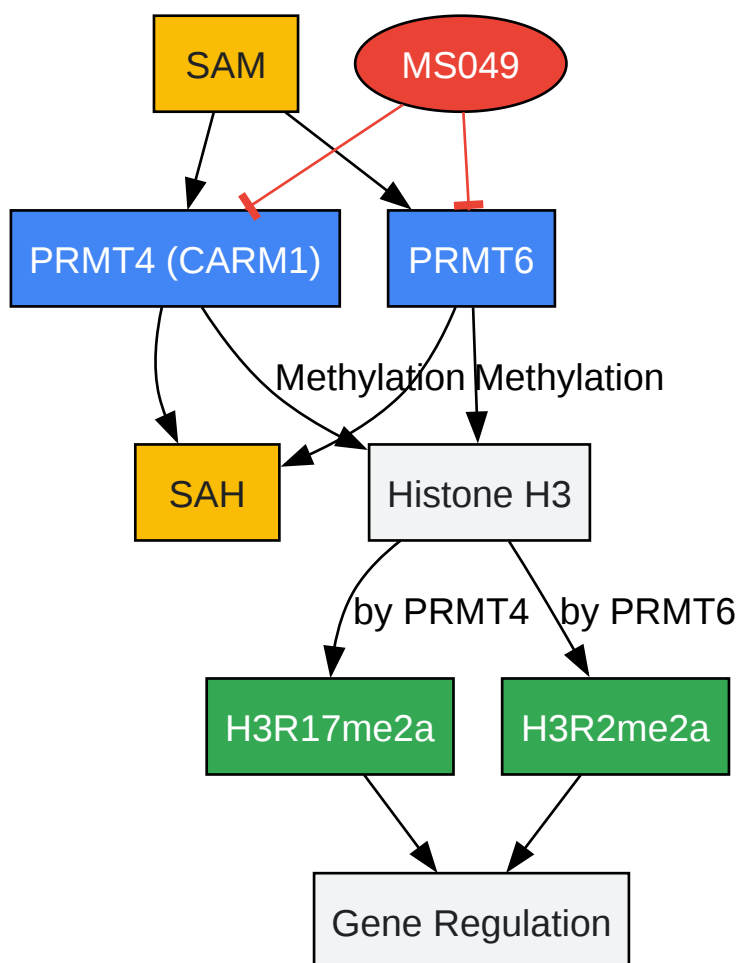 SAM
MS049
PRMT4 (CARM1)
PRMT6
Methylation
Methylation
SAH
Histone H3
by PRMT4
by PRMT6
H3R17me2a
H3R2me2a
Gene Regulation